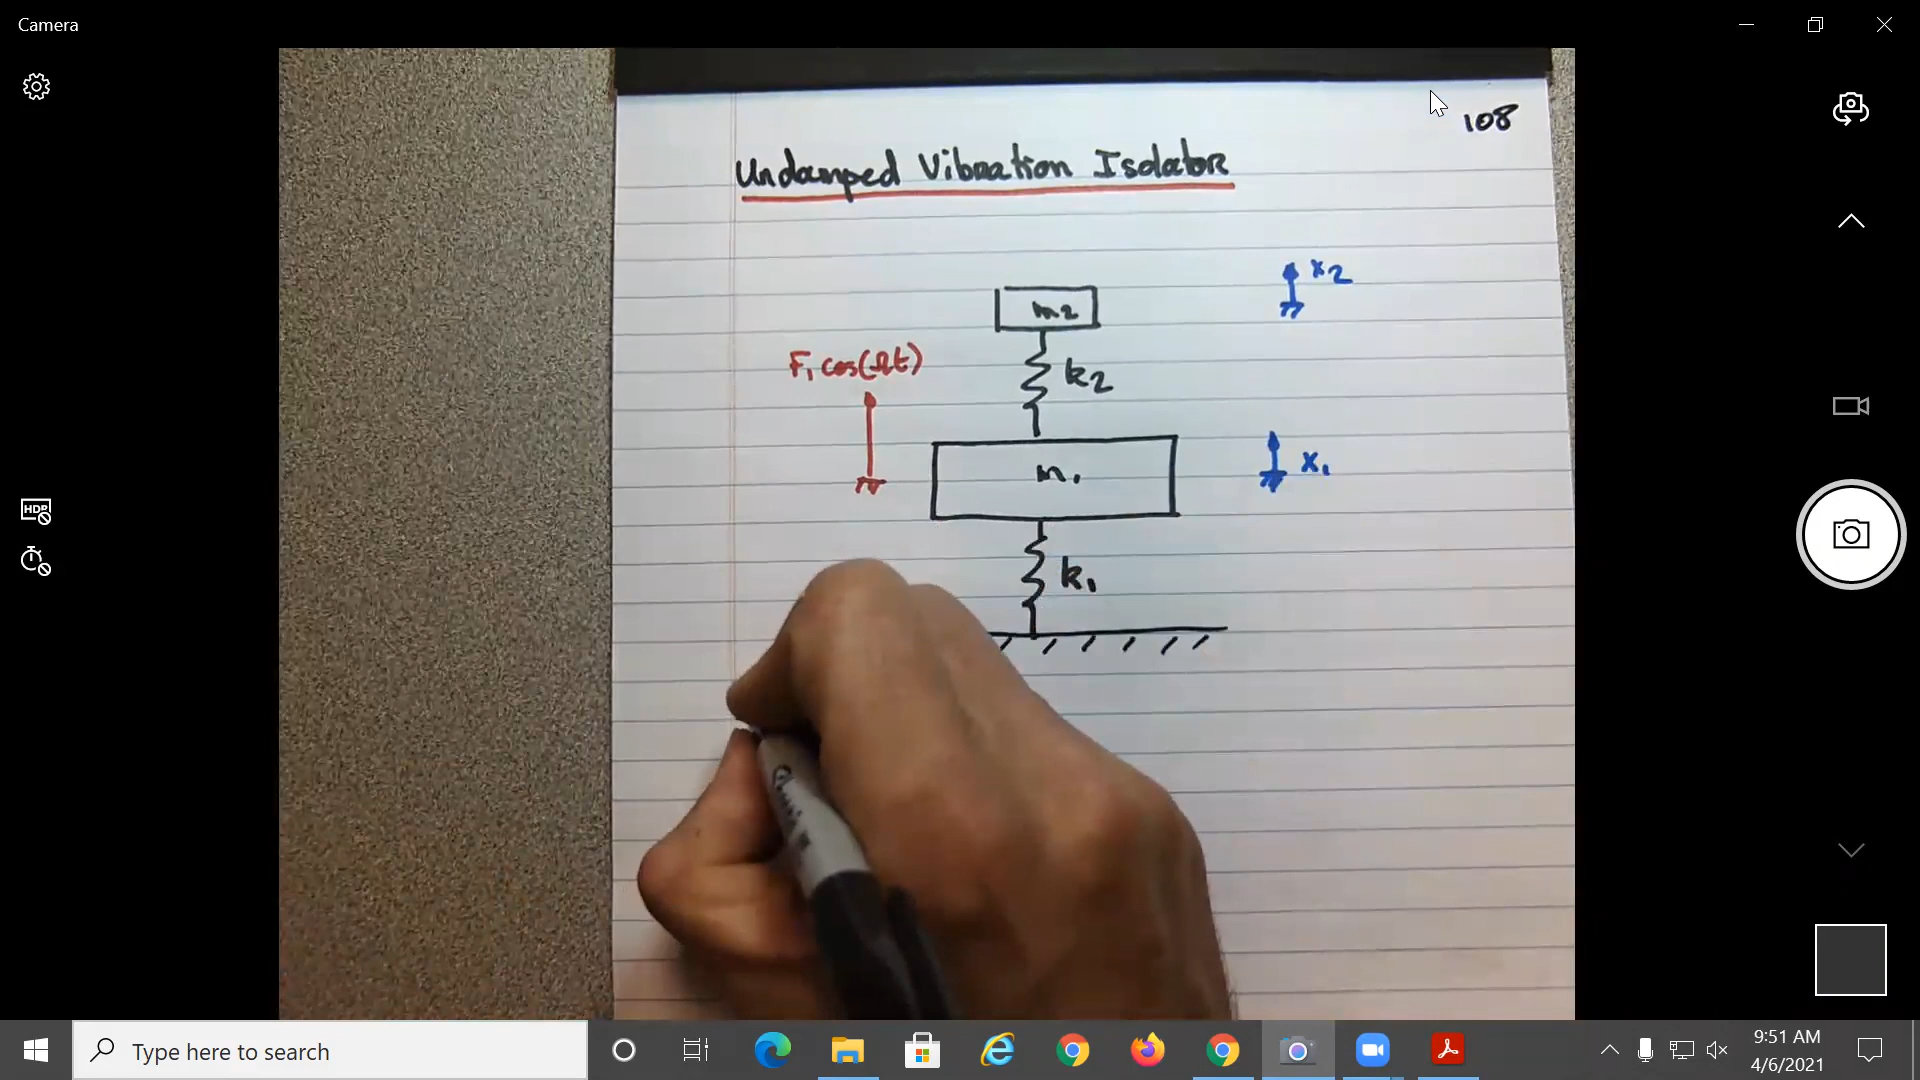 Camera
108
Undamped Vibration Isolator
x2
m2
F1 cos(Ωt)
k2
m1
x1
k1
HDR
Type here to search
9:51 AM
4/6/2021